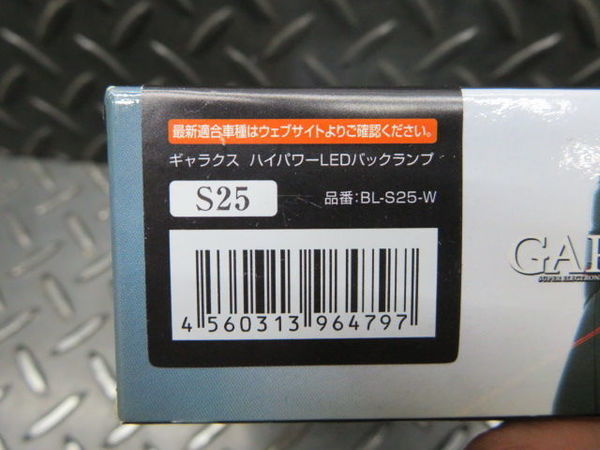 最新適合車種はウェブサイトよりご確認ください。
ギャラクス ハイパワーLEDバックランプ
S25 品番:BL-S25-W
4 560313 964797
GA
SUPER ELECTRON